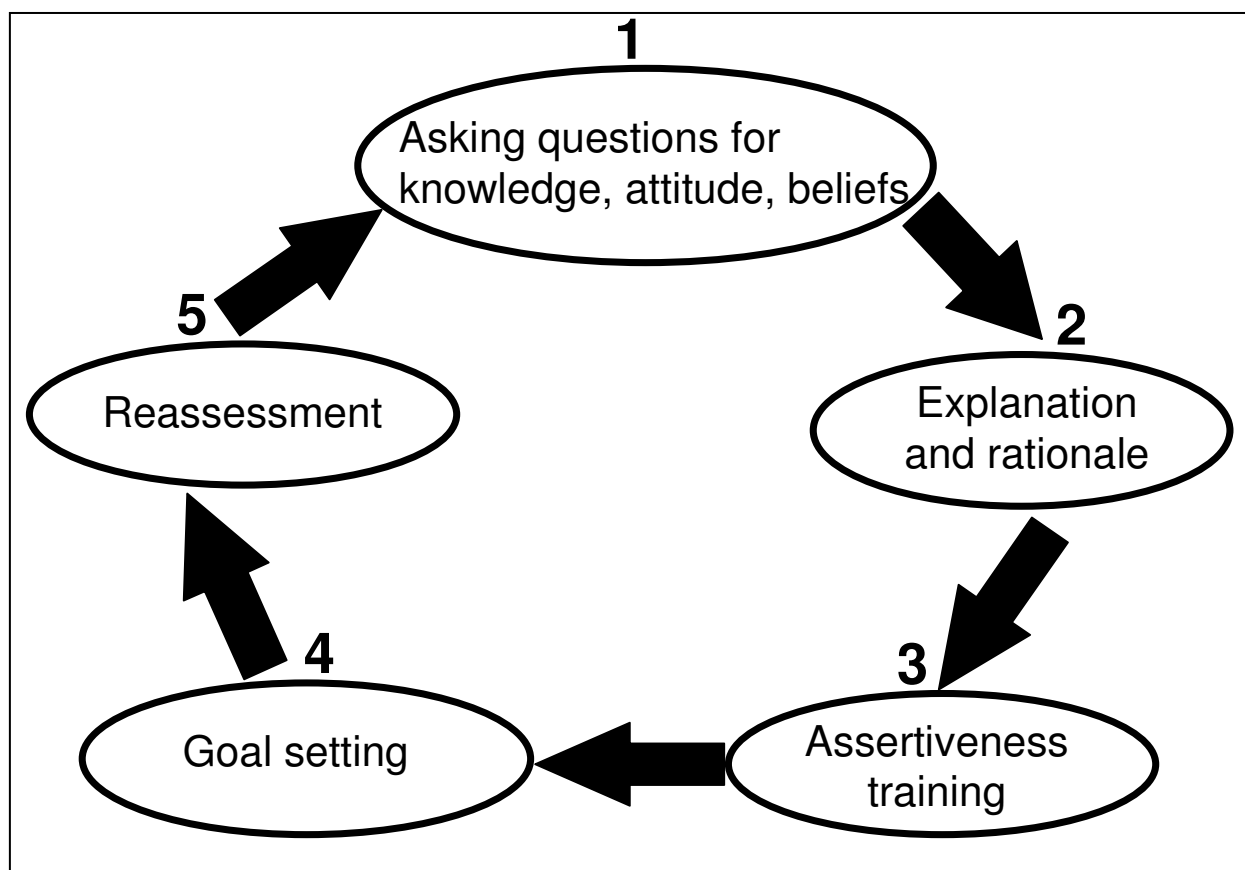 1
Asking questions for
knowledge, attitude, beliefs
2
Explanation
and rationale
3
Assertiveness
training
4
Goal setting
5
Reassessment